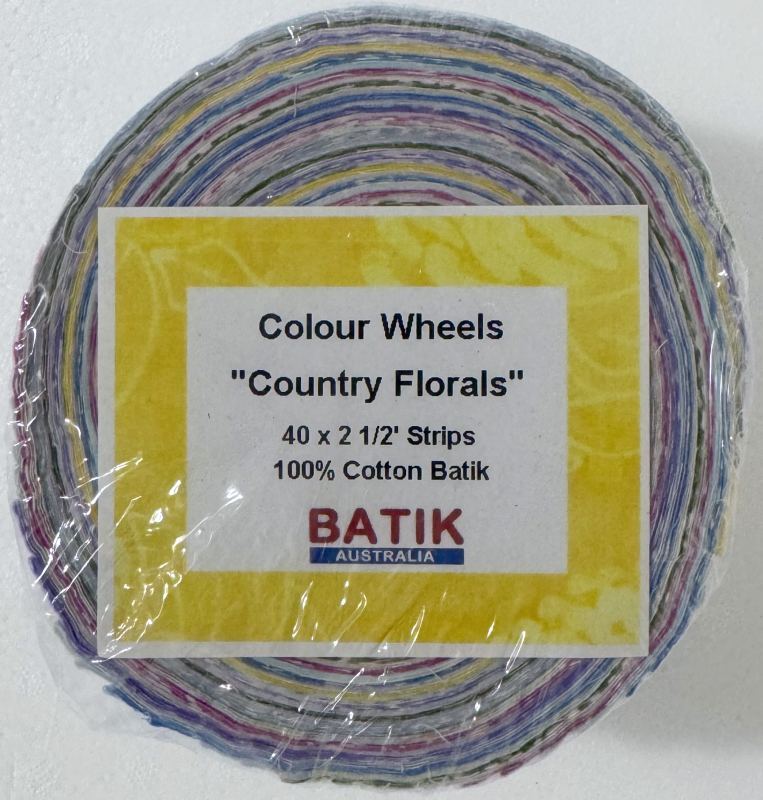 Colour Wheels
"Country Florals"
40 x 2 1/2' Strips
100% Cotton Batik
BATIK
AUSTRALIA